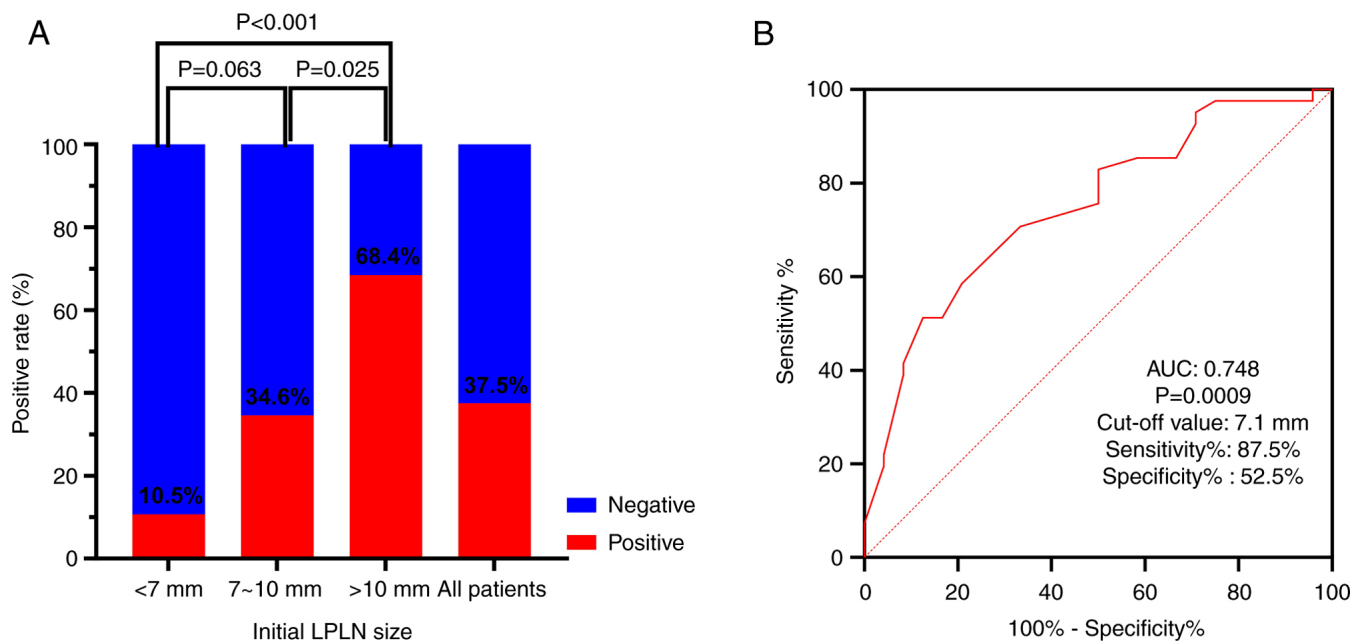 A
P<0.001
P=0.063
P=0.025
100
80
60
40
20
0
Positive rate (%)
10.5%
34.6%
68.4%
37.5%
<7 mm
7~10 mm
>10 mm
All patients
Initial LPLN size
Negative
Positive
B
100
80
60
40
20
0
Sensitivity %
AUC: 0.748
P=0.0009
Cut-off value: 7.1 mm
Sensitivity%: 87.5%
Specificity% : 52.5%
0
20
40
60
80
100
100% - Specificity%